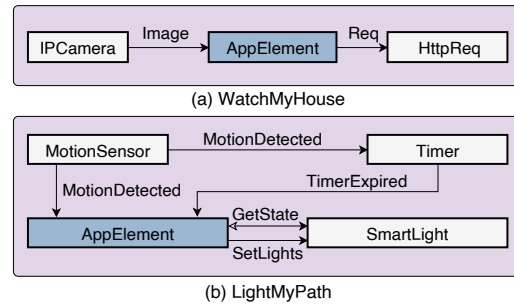 Image
Req
IPCamera
AppElement
HttpReq
(a) WatchMyHouse
MotionSensor
MotionDetected
Timer
MotionDetected
TimerExpired
AppElement
GetState
SmartLight
SetLights
(b) LightMyPath